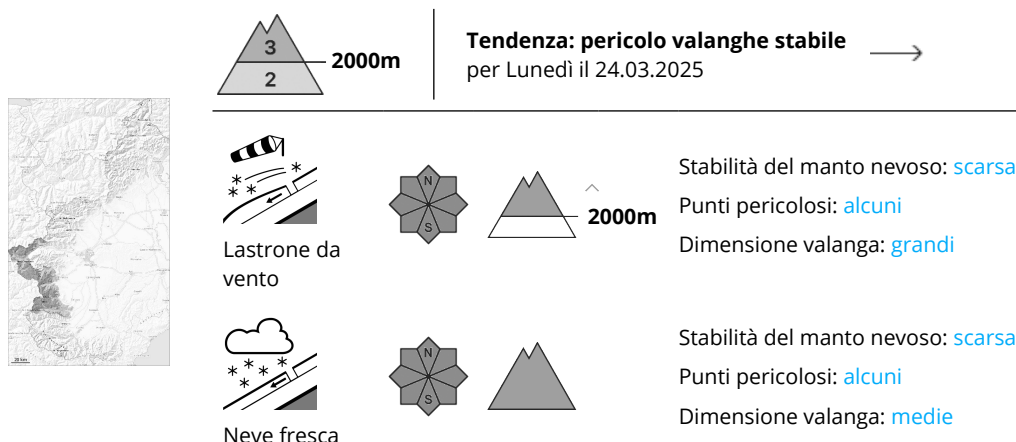 3
2000m
2
Tendenza: pericolo valanghe stabile
per Lunedì il 24.03.2025
20 km
N
S
2000m
Lastrone da
vento
Stabilità del manto nevoso: scarsa
Punti pericolosi: alcuni
Dimensione valanga: grandi
N
S
Neve fresca
Stabilità del manto nevoso: scarsa
Punti pericolosi: alcuni
Dimensione valanga: medie